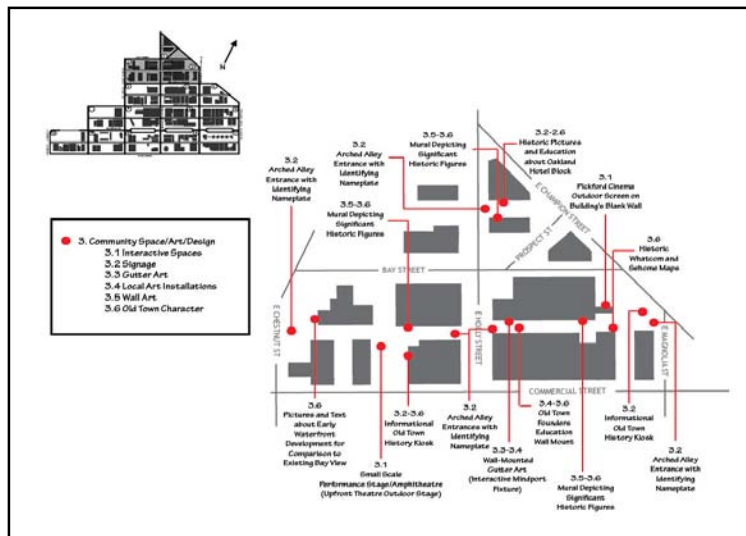 N
3.5-3.6
Mural Depicting
Significant
Historic Figures
3.2-2.6
Historic Pictures
and Education
about Oakland
Hotel Block
3.2
Arched Alley
Entrance with
Identifying
Nameplate
3.2
Arched Alley
Entrance with
Identifying
Nameplate
3.1
Pickford Cinema
Outdoor Screen on
Building's Blank Wall
3.5-3.6
Mural Depicting
Significant
Historic Figures
3.6
Historic
Whatcom and
Sehome Maps
3. Community Space/Art/Design
3.1 Interactive Spaces
3.2 Signage
3.3 Gutter Art
3.4 Local Art Installations
3.5 Wall Art
3.6 Old Town Character
E CHAMPION STREET
PROSPECT ST
BAY STREET
E CHESTNUT ST
E HOLLY STREET
E MAGNOLIA ST
COMMERCIAL STREET
3.6
Pictures and Text
about Early
Waterfront
Development for
Comparison to
Existing Bay View
3.1
Small Scale
Performance Stage/Amphitheatre
(Upfront Theatre Outdoor Stage)
3.2-3.6
Informational
Old Town
History Kiosk
3.2
Arched Alley
Entrances with
Identifying
Nameplate
3.3-3.4
Wall-Mounted
Gutter Art
(Interactive Mindport
Fixture)
3.4-3.6
Old Town
Founders
Education
Wall Mount
3.5-3.6
Mural Depicting
Significant
Historic Figures
3.2
Informational
Old Town
History Kiosk
3.2
Arched Alley
Entrance with
Identifying
Nameplate